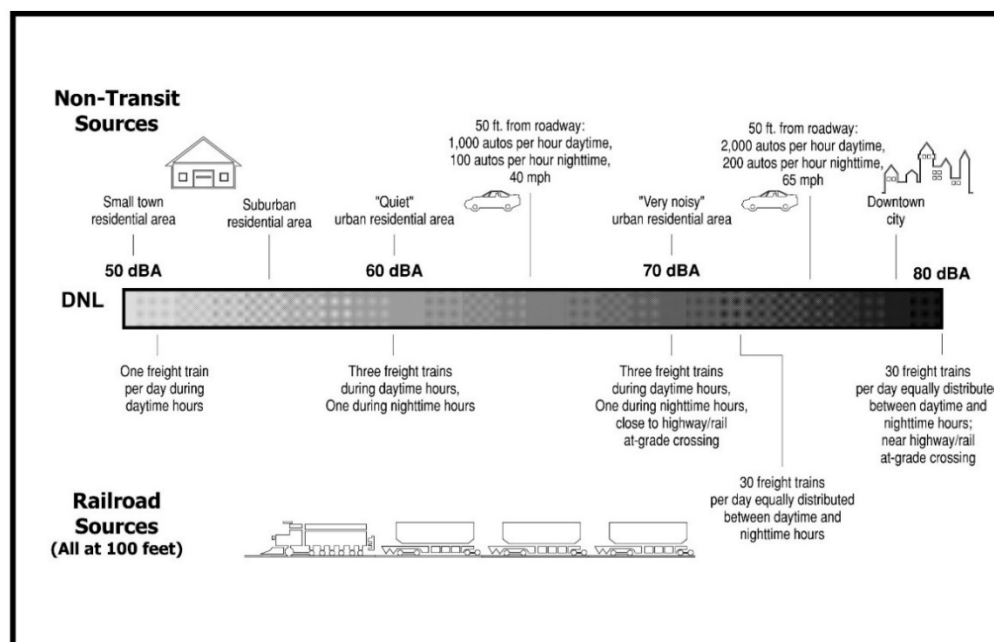 Non-Transit
Sources
50 ft. from roadway:
1,000 autos per hour daytime,
100 autos per hour nighttime,
40 mph
50 ft. from roadway:
2,000 autos per hour daytime,
200 autos per hour nighttime,
65 mph
Small town
residential area
Suburban
residential area
"Quiet"
urban residential area
"Very noisy"
urban residential area
Downtown
city
50 dBA
60 dBA
70 dBA
80 dBA
DNL
One freight train
per day during
daytime hours
Three freight trains
during daytime hours,
One during nighttime hours
Three freight trains
during daytime hours,
One during nighttime hours,
close to highway/rail
at-grade crossing
30 freight trains
per day equally distributed
between daytime and
nighttime hours;
near highway/rail
at-grade crossing
30 freight trains
per day equally distributed
between daytime and
nighttime hours
Railroad
Sources
(All at 100 feet)